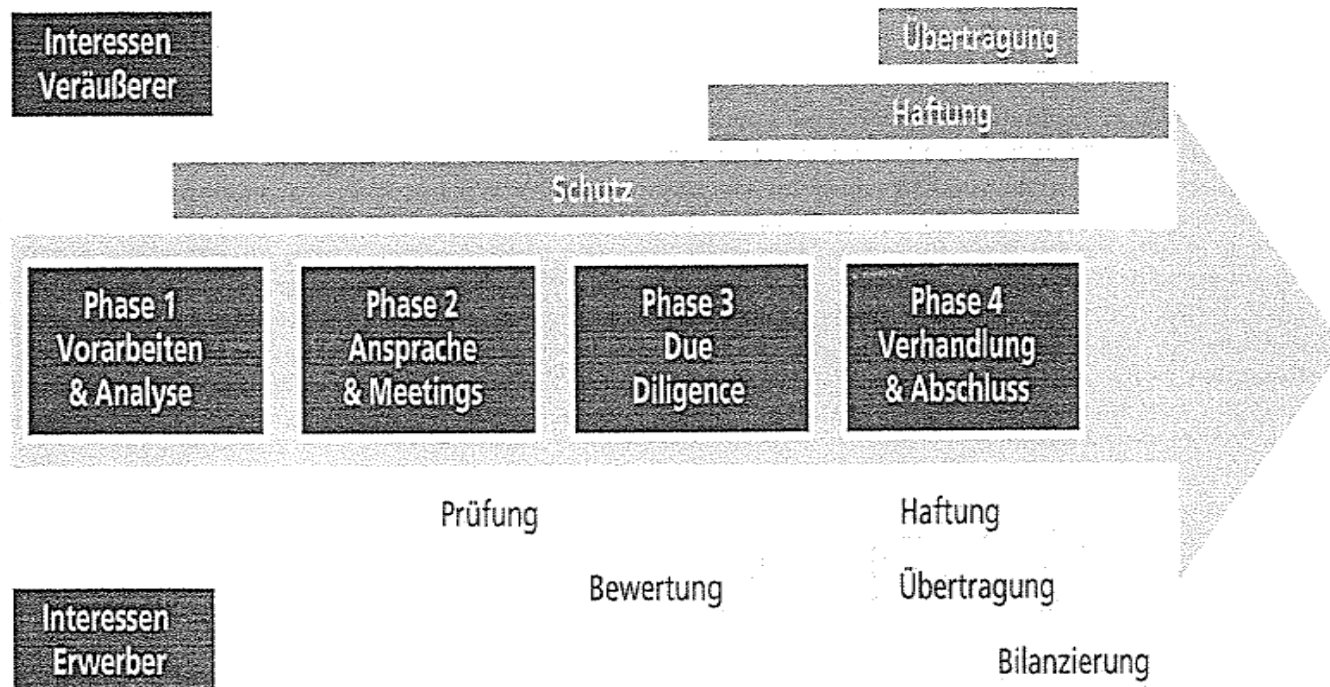 Interessen
Veräußerer
Übertragung
Haftung
Schutz
Phase 1
Vorarbeiten
& Analyse
Phase 2
Ansprache
& Meetings
Phase 3
Due
Diligence
Phase 4
Verhandlung
& Abschluss
Prüfung
Haftung
Bewertung
Übertragung
Interessen
Erwerber
Bilanzierung